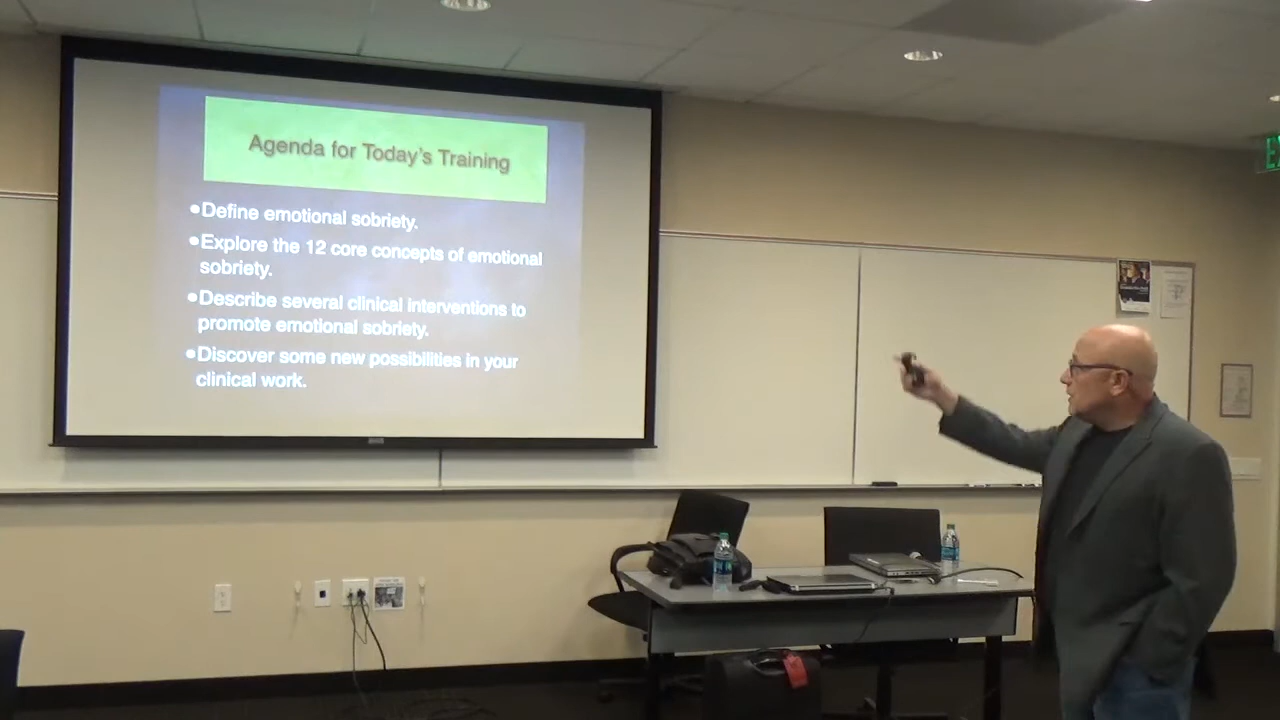 Agenda for Today's Training
•Define emotional sobriety.
•Explore the 12 core concepts of emotional
sobriety.
•Describe several clinical interventions to
promote emotional sobriety.
•Discover some new possibilities in your
clinical work.